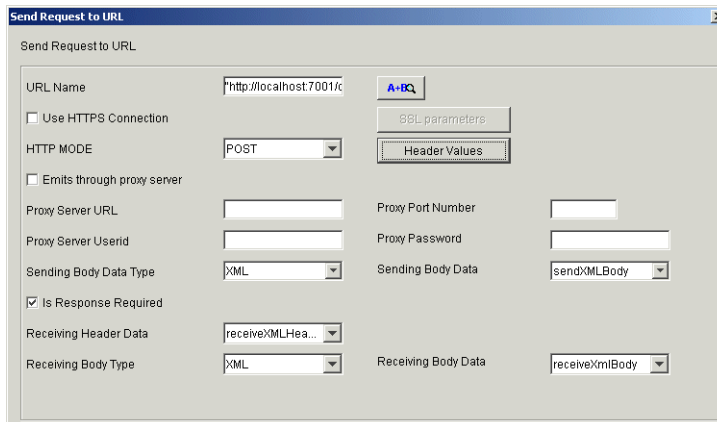 Send Request to URL
Send Request to URL
URL Name "http://localhost:7001/c A+B
Use HTTPS Connection SSL parameters
HTTP MODE POST Header Values
Emits through proxy server
Proxy Server URL Proxy Port Number
Proxy Server Userid Proxy Password
Sending Body Data Type XML Sending Body Data sendXMLBody
Is Response Required
Receiving Header Data receiveXMLHea...
Receiving Body Type XML Receiving Body Data receiveXmlBody